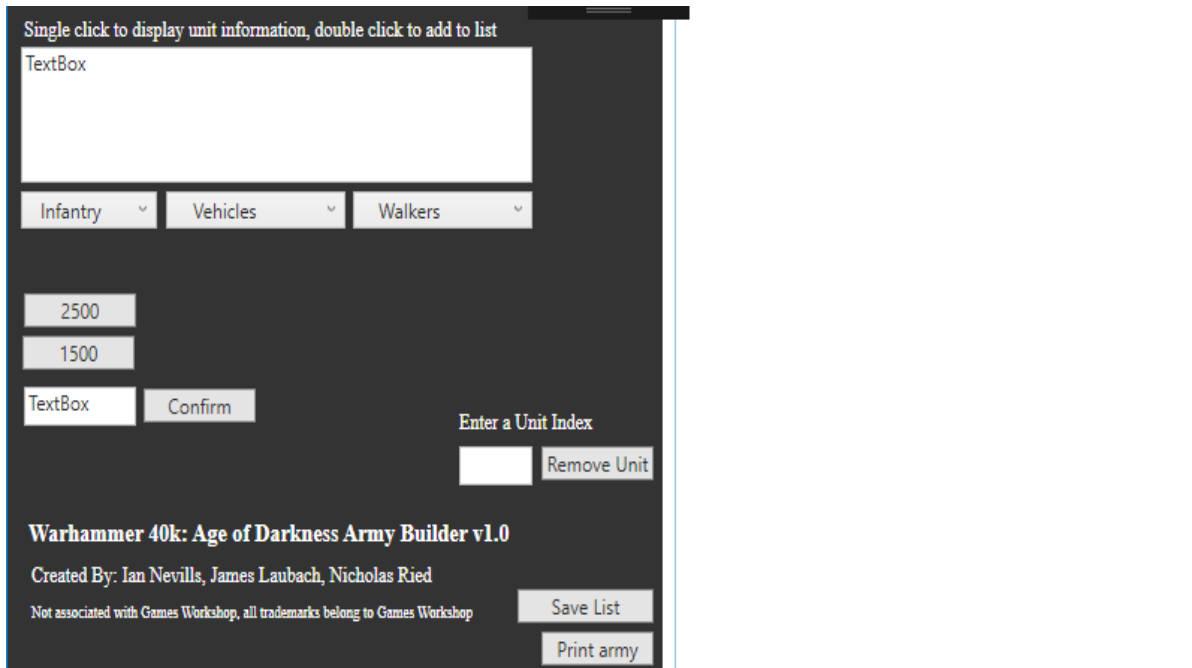 Single click to display unit information, double click to add to list
TextBox
Infantry Vehicles Walkers
2500
1500
TextBox Confirm
Enter a Unit Index
Remove Unit
Warhammer 40k: Age of Darkness Army Builder v1.0
Created By: Ian Nevills, James Laubach, Nicholas Ried
Not associated with Games Workshop, all trademarks belong to Games Workshop
Save List
Print army